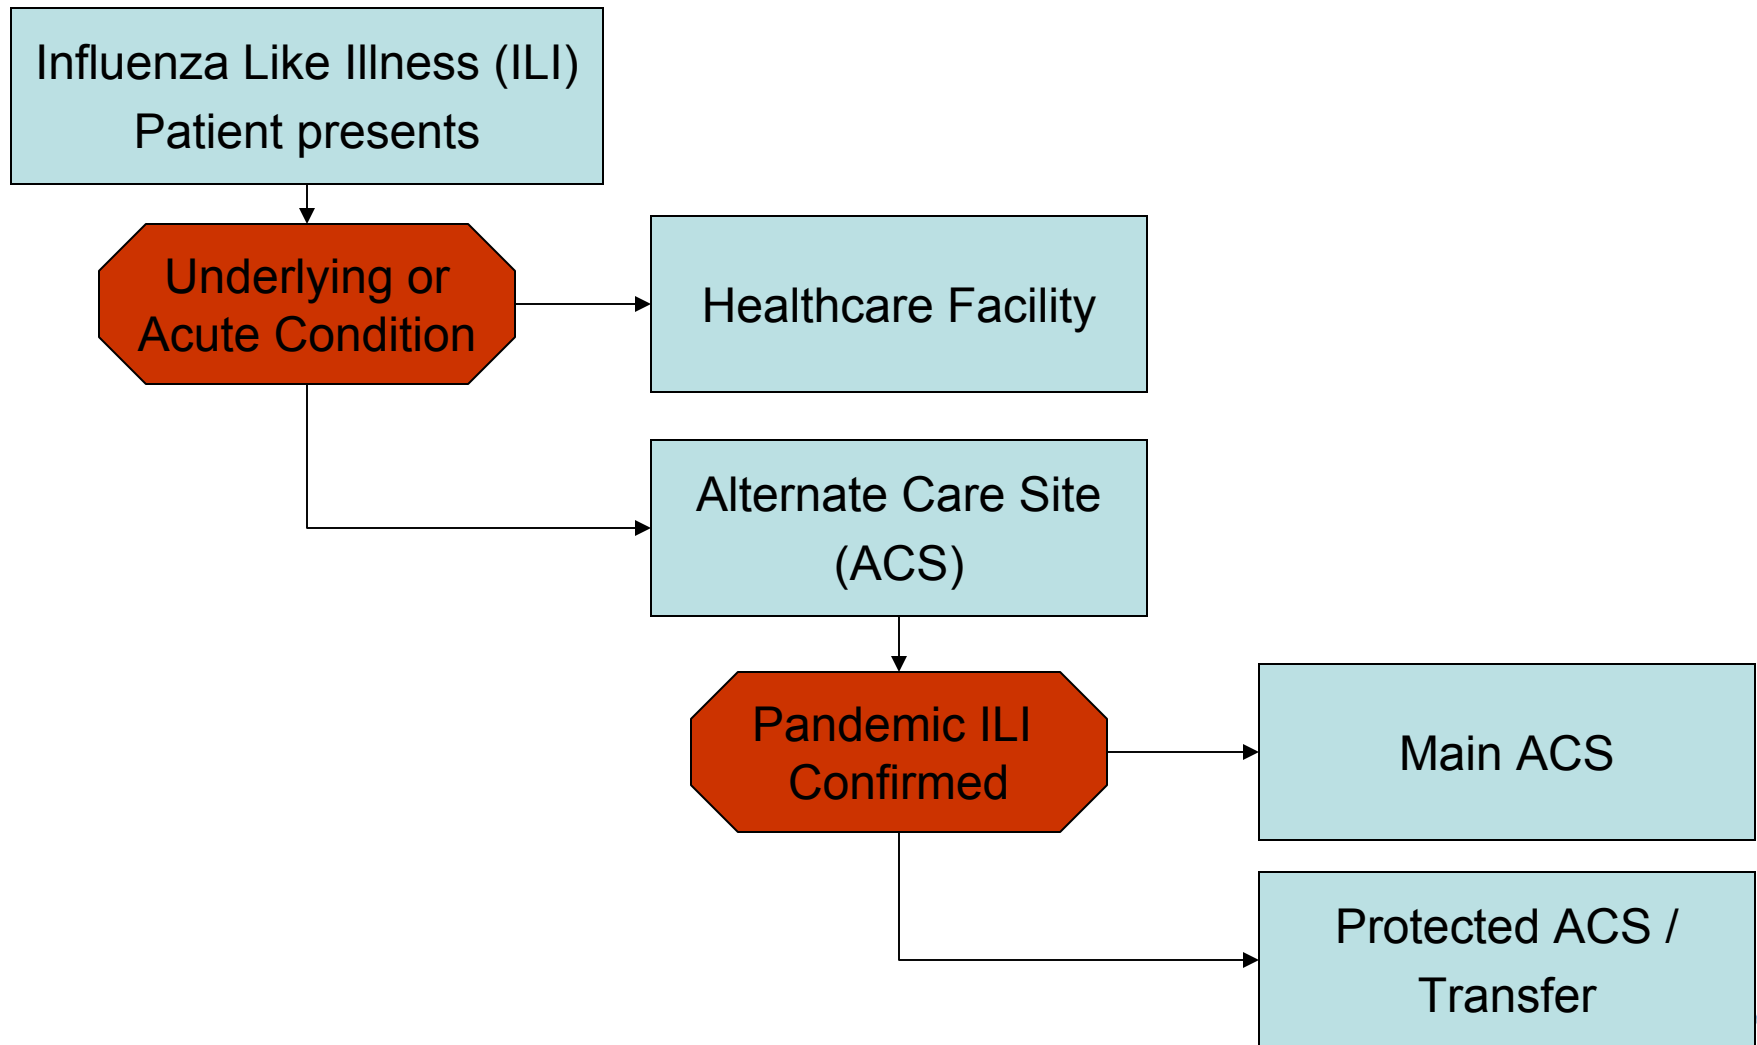 Influenza Like Illness (ILI)
Patient presents
Underlying or
Acute Condition
Healthcare Facility
Alternate Care Site
(ACS)
Pandemic ILI
Confirmed
Main ACS
Protected ACS /
Transfer